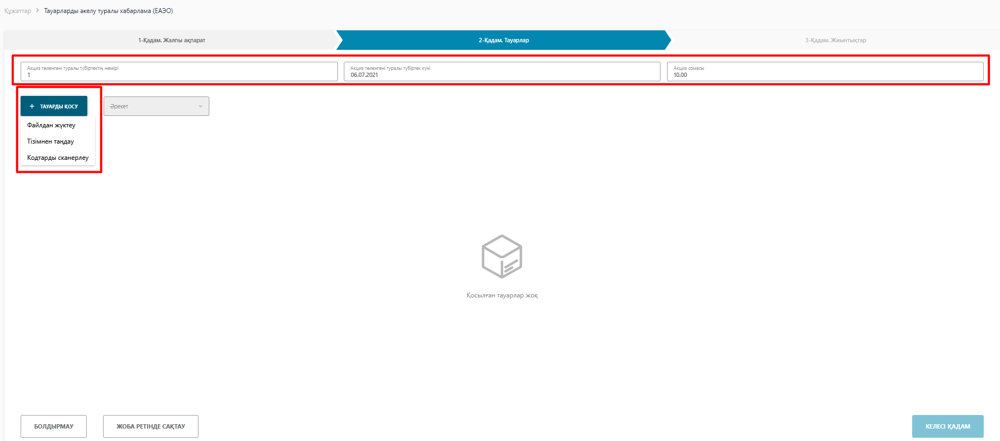 Құжаттар > Тауарларды әкелу туралы хабарлама (ЕАЭО)
1-Қадам. Жалпы ақпарат
2-Қадам. Тауарлар
3-Қадам. Жиынтықтар
Акциз төленгені туралы түбіртектің нөмірі
1
Акциз төленгені туралы түбіртек күні
06.07.2021
Акциз сомасы
10.00
+ ТАУАРДЫ ҚОСУ
Әрекет
Файлдан жүктеу
Тізімнен таңдау
Кодтарды сканерлеу
Қосылған тауарлар жоқ
БОЛДЫРМАУ
ЖОБА РЕТІНДЕ САҚТАУ
КЕЛЕСІ ҚАДАМ